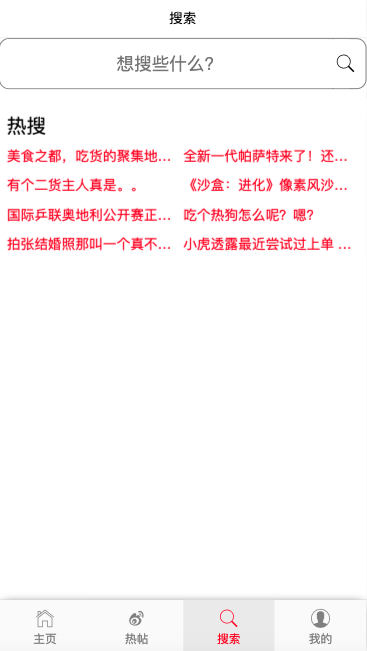 搜索
想搜些什么?
热搜
美食之都，吃货的聚集地... 全新一代帕萨特来了！还...
有个二货主人真是。。 《沙盒：进化》像素风沙...
国际乒联奥地利公开赛正... 吃个热狗怎么呢？嗯？
拍张结婚照那叫一个真不... 小虎透露最近尝试过上单 ...
主页 热帖 搜索 我的